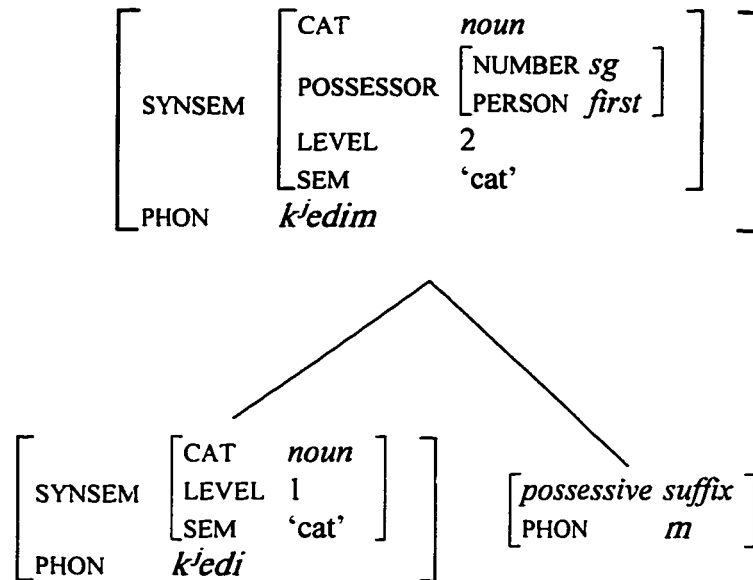 CAT noun
NUMBER sg
POSSESSOR
PERSON first
SYNSEM
LEVEL 2
SEM ‘cat’
PHON kʲedim
CAT noun
SYNSEM LEVEL 1
possessive suffix
SEM ‘cat’
PHON m
PHON kʲedi